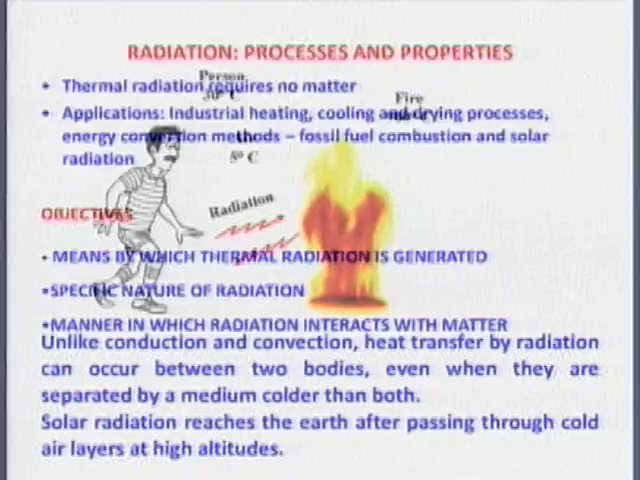 RADIATION: PROCESSES AND PROPERTIES
• Thermal radiation requires no matter
Person
30° C
• Applications: Industrial heating, cooling and drying processes,
Fire
energy convertion methods – fossil fuel combustion and solar
radiation
5° C
Radiation
OBJECTIVES
• MEANS BY WHICH THERMAL RADIATION IS GENERATED
•SPECIFIC NATURE OF RADIATION
•MANNER IN WHICH RADIATION INTERACTS WITH MATTER
Unlike conduction and convection, heat transfer by radiation
can occur between two bodies, even when they are
separated by a medium colder than both.
Solar radiation reaches the earth after passing through cold
air layers at high altitudes.